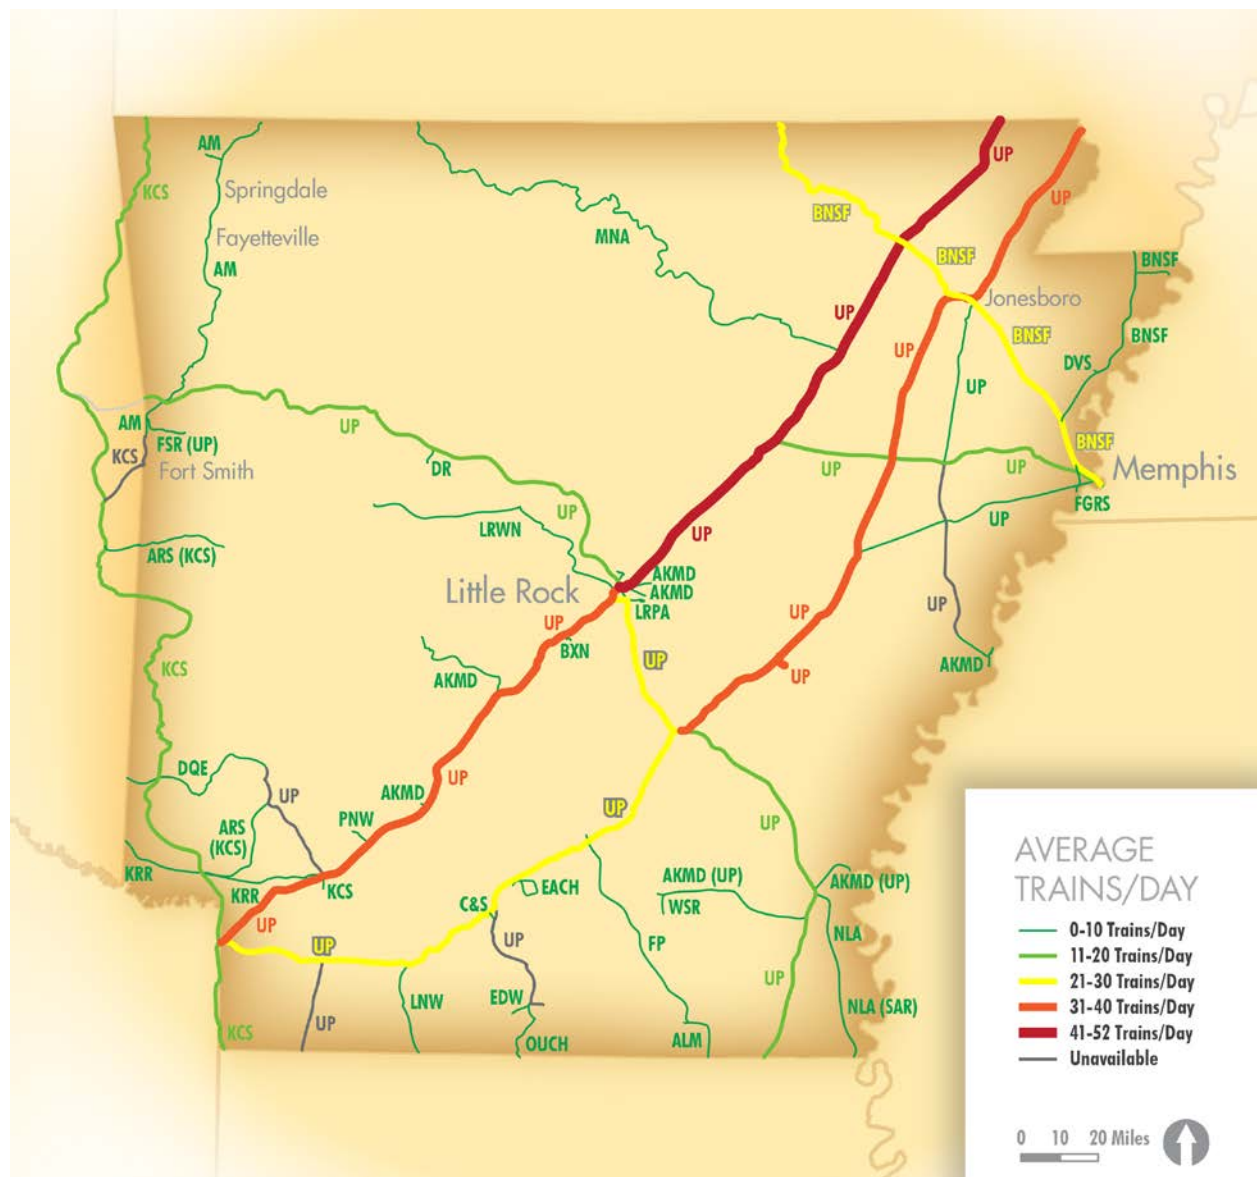 AM
UP
UP
KCS
Springdale
BNSF
Fayetteville
MNA
BNSF
BNSF
AM
Jonesboro
UP
BNSF
BNSF
UP
DVS
UP
AM
UP
FSR (UP)
BNSF
KCS
Fort Smith
DR
UP
UP
Memphis
FGRS
UP
LRWN
UP
UP
ARS (KCS)
AKMD
AKMD
Little Rock
LRPA
UP
UP
UP
BXN
UP
AKMD
KCS
AKMD
UP
DQE
UP
UP
AKMD
UP
PNW
UP
ARS
(KCS)
KRR
KRR
KCS
EACH
AKMD (UP)
AKMD (UP)
C&S
WSR
UP
UP
UP
FP
NLA
UP
LNW
EDW
NLA (SAR)
UP
KCS
OUCH
ALM
AVERAGE
TRAINS/DAY
0-10 Trains/Day
11-20 Trains/Day
21-30 Trains/Day
31-40 Trains/Day
41-52 Trains/Day
Unavailable
0 10 20 Miles